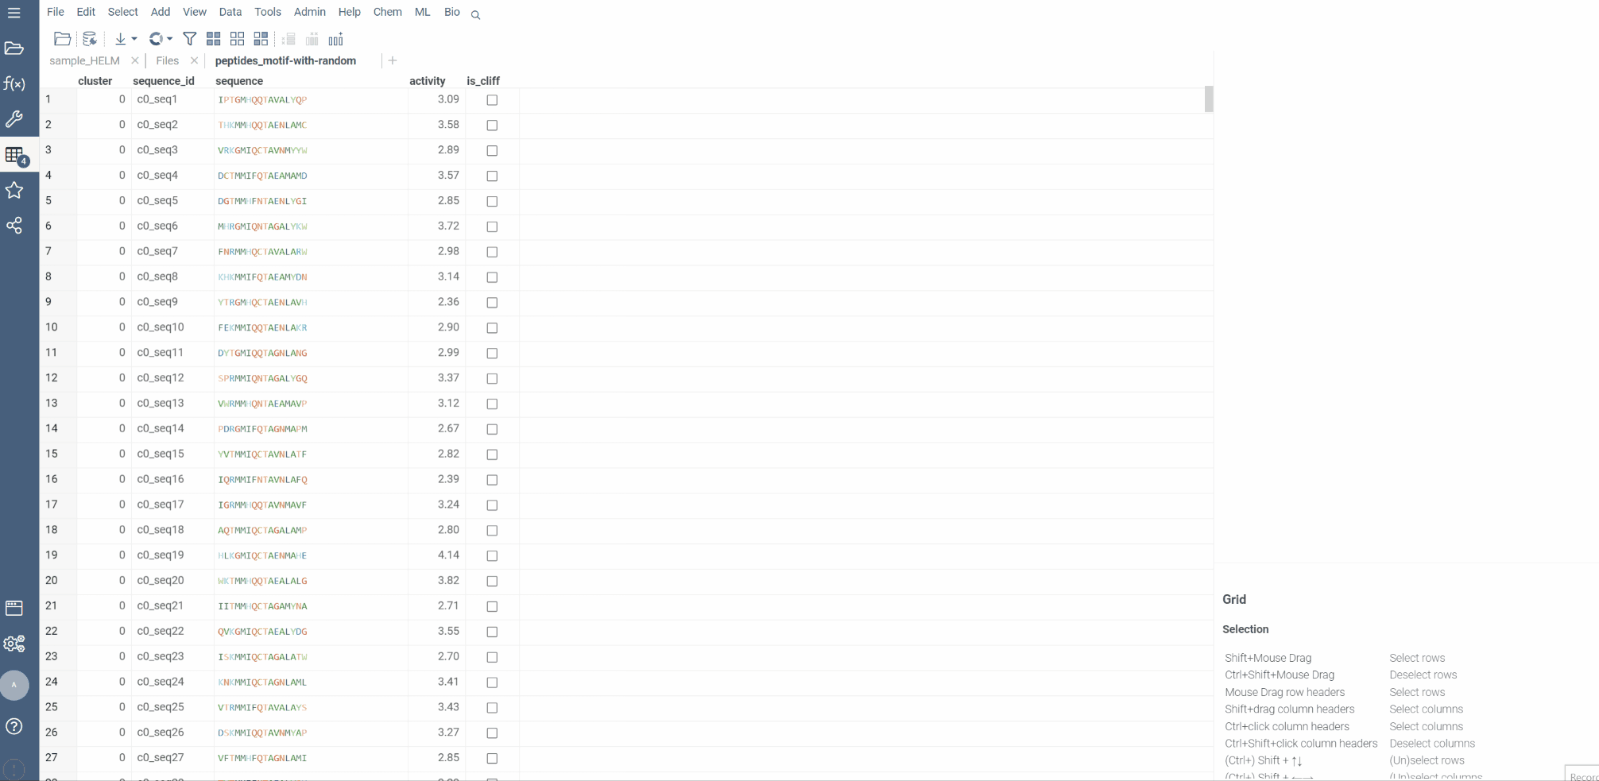 File Edit Select Add View Data Tools Admin Help Chem ML Bio
sample_HELM × Files × peptides_motif-with-random +
cluster sequence_id sequence activity is_cliff
1 0 c0_seq1 IPTGMHQQTAVALYQP 3.09
2 0 c0_seq2 THKMMHQQTAENLAMC 3.58
3 0 c0_seq3 VRKGMIQCTAVNMYYW 2.89
4 0 c0_seq4 DCTMMIFQTAEAMAMD 3.57
5 0 c0_seq5 DGTMMHFNTAENLYGI 2.85
6 0 c0_seq6 MHRGMIQNTAGALYKW 3.72
7 0 c0_seq7 FNRMMHQCTAVALARW 2.98
8 0 c0_seq8 KHKMMIFQTAEAMYDN 3.14
9 0 c0_seq9 YTRGMHQCTAENLAVH 2.36
10 0 c0_seq10 FEKMMIQQTAENLAKR 2.90
11 0 c0_seq11 DYTGMIQQTAGNLANG 2.99
12 0 c0_seq12 SPRMMIQNTAGALYGQ 3.37
13 0 c0_seq13 VWRMMHQNTAEAMAVP 3.12
14 0 c0_seq14 PDRGMIFQTAGNMAPM 2.67
15 0 c0_seq15 YVTMMIQCTAVNLATF 2.82
16 0 c0_seq16 IQRMMIFNTAVNLAFQ 2.39
17 0 c0_seq17 IGRMMHQQTAVNMAVF 3.24
18 0 c0_seq18 AQTMMIQCTAGALAMP 2.80
19 0 c0_seq19 HLKGMIQCTAENMAHE 4.14
20 0 c0_seq20 WKTMMHQQTAEALALG 3.82
21 0 c0_seq21 IITMMHQCTAGAMYNA 2.71
22 0 c0_seq22 QVKGMIQCTAEALYDG 3.55
23 0 c0_seq23 ISKMMIQCTAGALATW 2.70
24 0 c0_seq24 KNKMMIQCTAGNLAML 3.41
25 0 c0_seq25 VTRMMIFQTAVALAYS 3.43
26 0 c0_seq26 DSKMMIQQTAVNMYAP 3.27
27 0 c0_seq27 VFTMMHFQTAGNLAMI 2.85
f(x)
4
A
Grid
Selection
Shift+Mouse Drag Select rows
Ctrl+Shift+Mouse Drag Deselect rows
Mouse Drag row headers Select rows
Shift+drag column headers Select columns
Ctrl+click column headers Select columns
Ctrl+Shift+click column headers Deselect columns
(Ctrl+) Shift + ↑↓ (Un)select rows
(Ctrl+) Shift + ←→ (Un)select columns
Recor